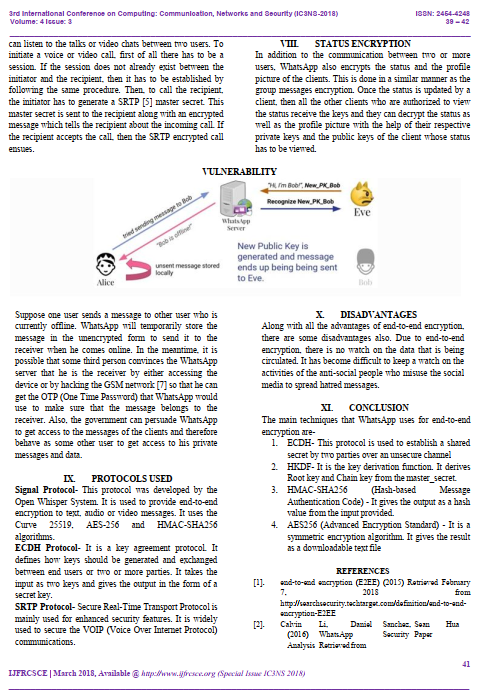 3rd International Conference on Computing: Communication, Networks and Security (IC3NS-2018) ISSN: 2454-4248
Volume: 4 Issue: 3 39 – 42
can listen to the talks or video chats between two users. To
initiate a voice or video call, first of all there has to be a
session. If the session does not already exist between the
initiator and the recipient, then it has to be established by
following the same procedure. Then, to call the recipient,
the initiator has to generate a SRTP [5] master secret. This
master secret is sent to the recipient along with an encrypted
message which tells the recipient about the incoming call. If
the recipient accepts the call, then the SRTP encrypted call
ensues.
VIII. STATUS ENCRYPTION
In addition to the communication between two or more
users, WhatsApp also encrypts the status and the profile
picture of the clients. This is done in a similar manner as the
group messages encryption. Once the status is updated by a
client, then all the other clients who are authorized to view
the status receive the keys and they can decrypt the status as
well as the profile picture with the help of their respective
private keys and the public keys of the client whose status
has to be viewed.
VULNERABILITY
tried sending message to Bob
"Bob is offline!"
WhatsApp
Server
"Hi, I'm Bob!", New_PK_Bob
Recognize New_PK_Bob
Eve
Alice
unsent message stored
locally
New Public Key is
generated and message
ends up being being sent
to Eve.
Bob
Suppose one user sends a message to other user who is
currently offline. WhatsApp will temporarily store the
message in the unencrypted form to send it to the
receiver when he comes online. In the meantime, it is
possible that some third person convinces the WhatsApp
server that he is the receiver by either accessing the
device or by hacking the GSM network [7] so that he can
get the OTP (One Time Password) that WhatsApp would
use to make sure that the message belongs to the
receiver. Also, the government can persuade WhatsApp
to get access to the messages of the clients and therefore
behave as some other user to get access to his private
messages and data.
IX. PROTOCOLS USED
Signal Protocol- This protocol was developed by the
Open Whisper System. It is used to provide end-to-end
encryption to text, audio or video messages. It uses the
Curve 25519, AES-256 and HMAC-SHA256
algorithms.
ECDH Protocol- It is a key agreement protocol. It
defines how keys should be generated and exchanged
between end users or two or more parties. It takes the
input as two keys and gives the output in the form of a
secret key.
SRTP Protocol- Secure Real-Time Transport Protocol is
mainly used for enhanced security features. It is widely
used to secure the VOIP (Voice Over Internet Protocol)
communications.
X. DISADVANTAGES
Along with all the advantages of end-to-end encryption,
there are some disadvantages also. Due to end-to-end
encryption, there is no watch on the data that is being
circulated. It has become difficult to keep a watch on the
activities of the anti-social people who misuse the social
media to spread hatred messages.
XI. CONCLUSION
The main techniques that WhatsApp uses for end-to-end
encryption are-
1. ECDH- This protocol is used to establish a shared
secret by two parties over an unsecure channel
2. HKDF- It is the key derivation function. It derives
Root key and Chain key from the master_secret.
3. HMAC-SHA256 (Hash-based Message
Authentication Code) - It gives the output as a hash
value from the input provided.
4. AES256 (Advanced Encryption Standard) - It is a
symmetric encryption algorithm. It gives the result
as a downloadable text file
REFERENCES
[1]. end-to-end encryption (E2EE) (2015) Retrieved February
7, 2018 from
http://searchsecurity.techtarget.com/definition/end-to-end-
encryption-E2EE
[2]. Calvin Li, Daniel Sanchez, Sean Hua
(2016) WhatsApp Security Paper
Analysis Retrieved from
41
IJFRCSCE | March 2018, Available @ http://www.ijfrcsce.org (Special Issue IC3NS 2018)